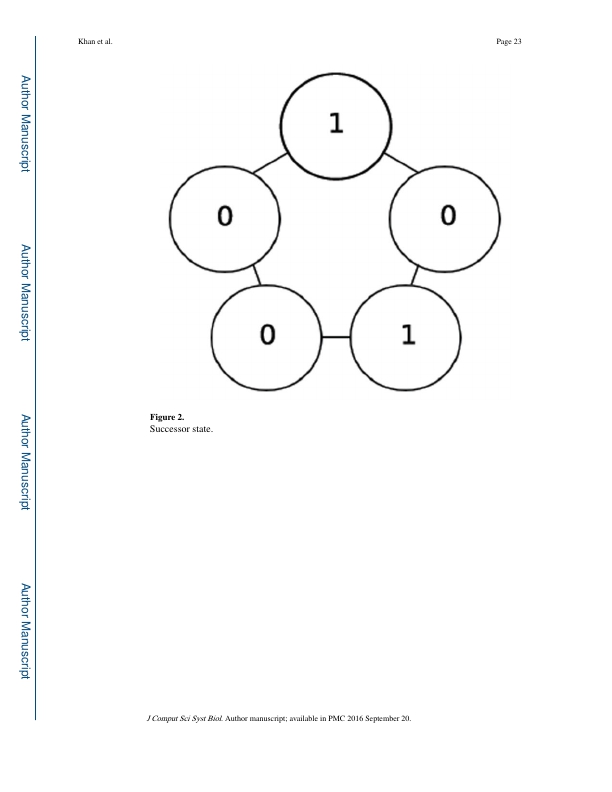 Khan et al.
Page 23
Author Manuscript
Author Manuscript
Author Manuscript
Author Manuscript
1
0
0
0
1
Figure 2.
Successor state.
J Comput Sci Syst Biol. Author manuscript; available in PMC 2016 September 20.